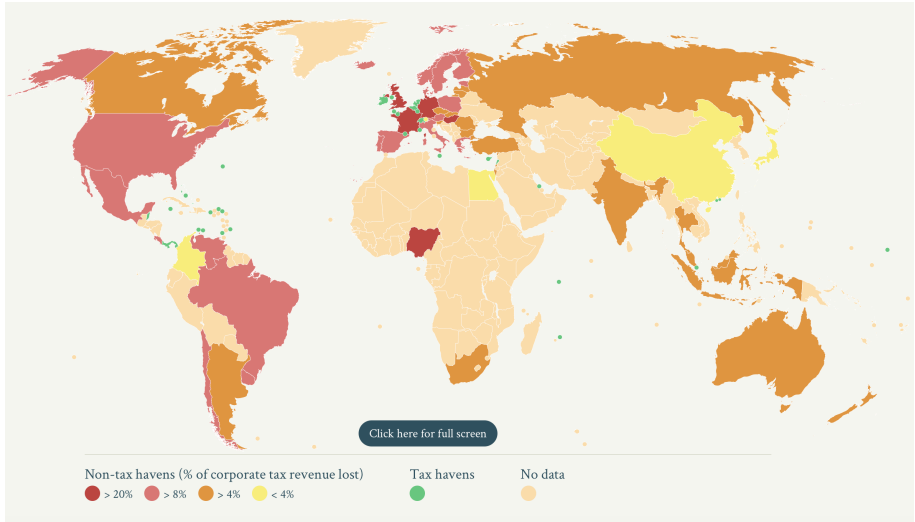 Click here for full screen
Non-tax havens (% of corporate tax revenue lost)
Tax havens
No data
> 20%
> 8%
> 4%
< 4%